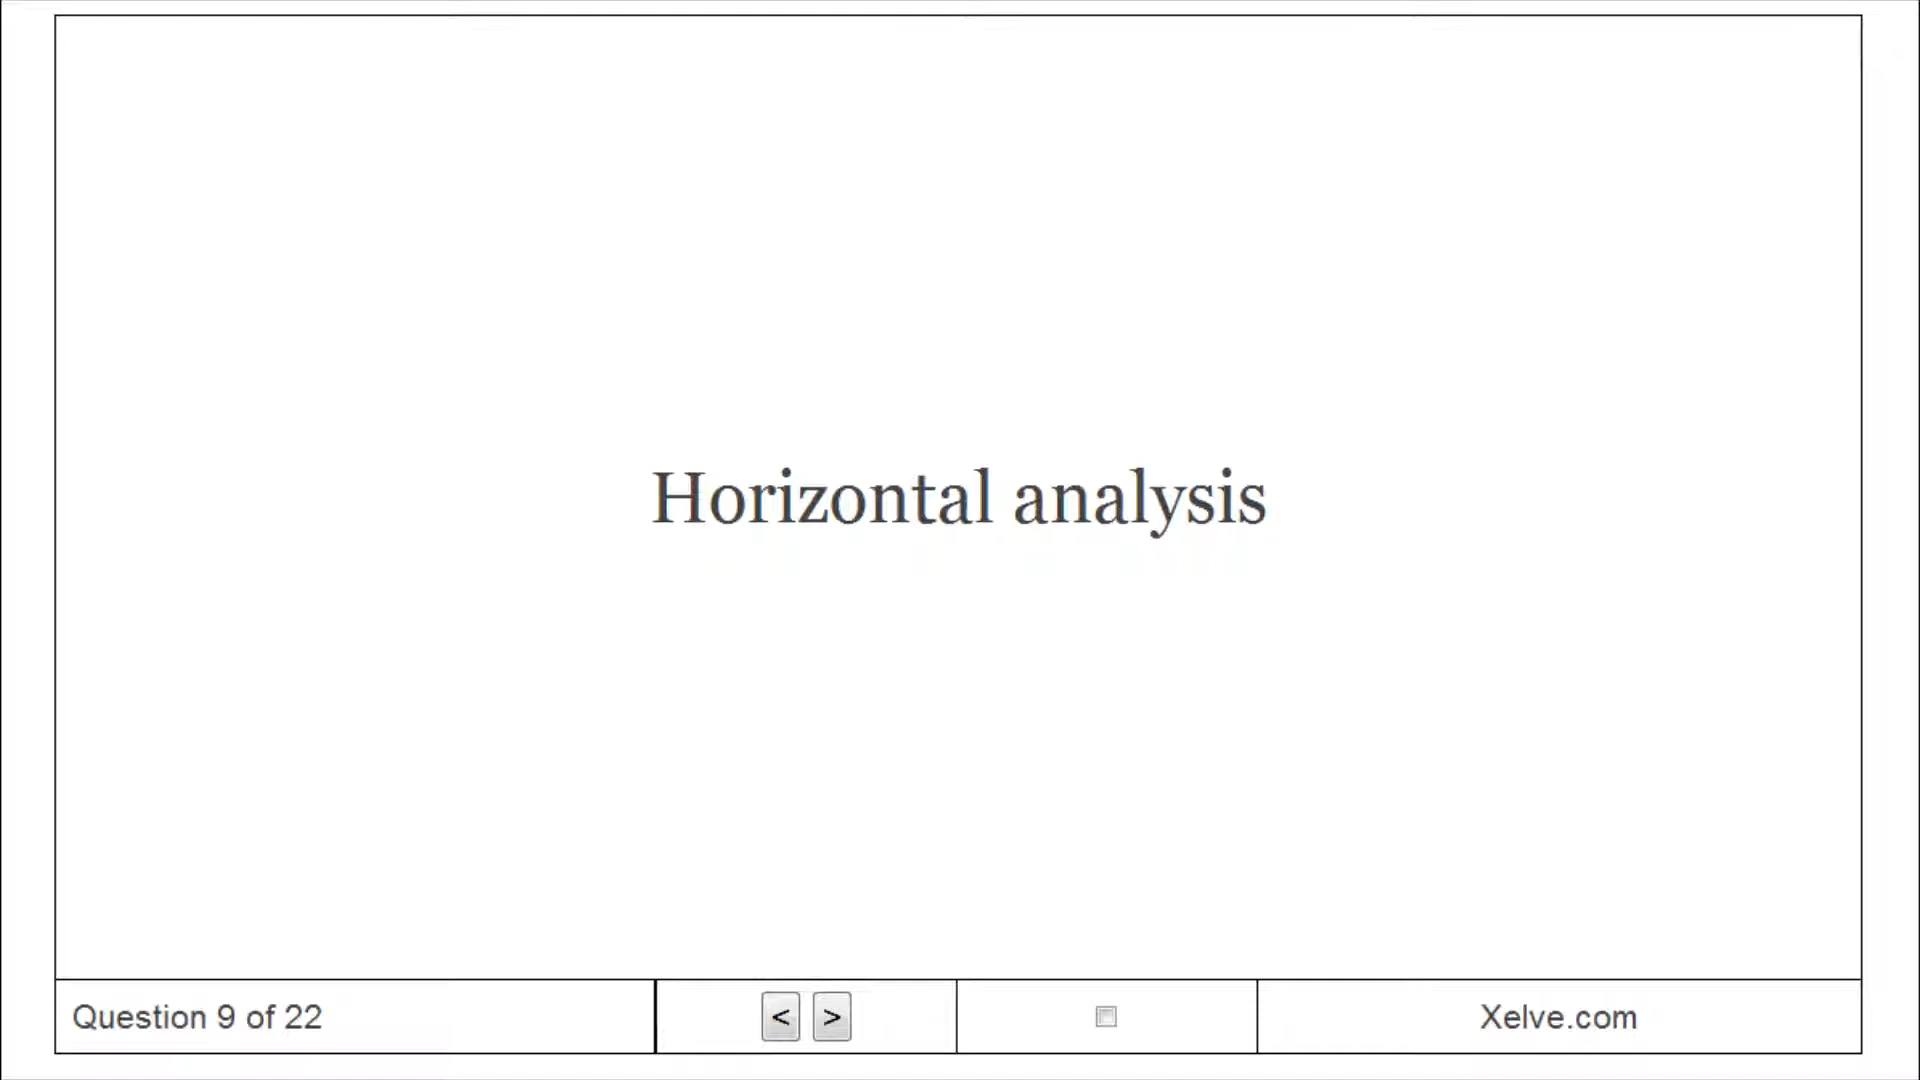 Horizontal analysis
Question 9 of 22
< >
Xelve.com